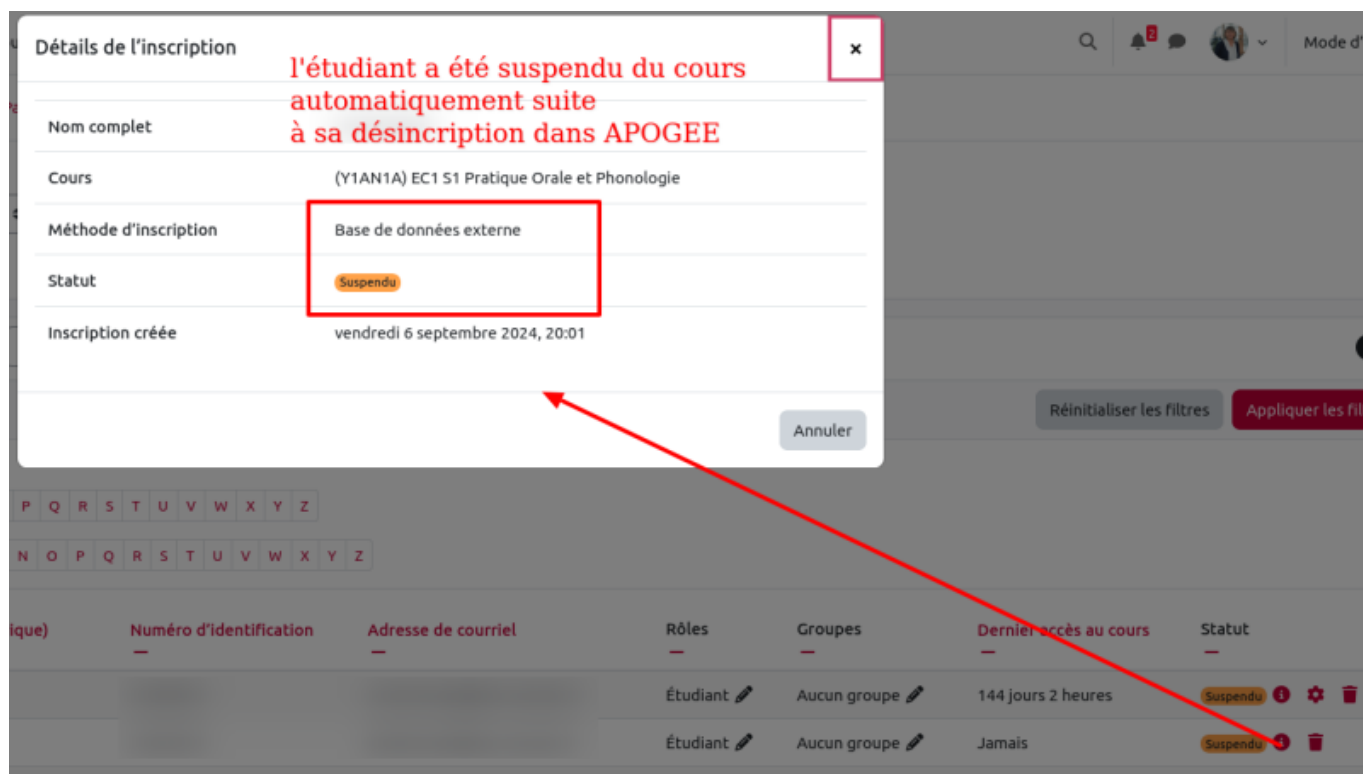 Détails de l'inscription
×
2
Mode d'
l'étudiant a été suspendu du cours
automatiquement suite
à sa désincription dans APOGEE
Nom complet
Cours
(Y1AN1A) EC1 S1 Pratique Orale et Phonologie
Méthode d'inscription
Base de données externe
Statut
Suspendu
Inscription créée
vendredi 6 septembre 2024, 20:01
Annuler
Réinitialiser les filtres
Appliquer les fil
P Q R S T U V W X Y Z
N O P Q R S T U V W X Y Z
ique) Numéro d'identification Adresse de courriel Rôles Groupes Dernier accès au cours Statut
Étudiant Aucun groupe 144 jours 2 heures Suspendu
Étudiant Aucun groupe Jamais Suspendu